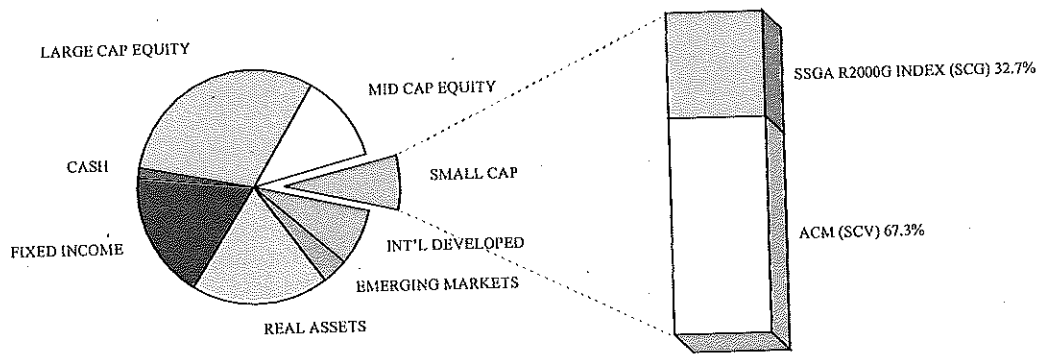 LARGE CAP EQUITY
MID CAP EQUITY
SSGA R2000G INDEX (SCG) 32.7%
CASH
SMALL CAP
ACM (SCV) 67.3%
FIXED INCOME
INT'L DEVELOPED
EMERGING MARKETS
REAL ASSETS